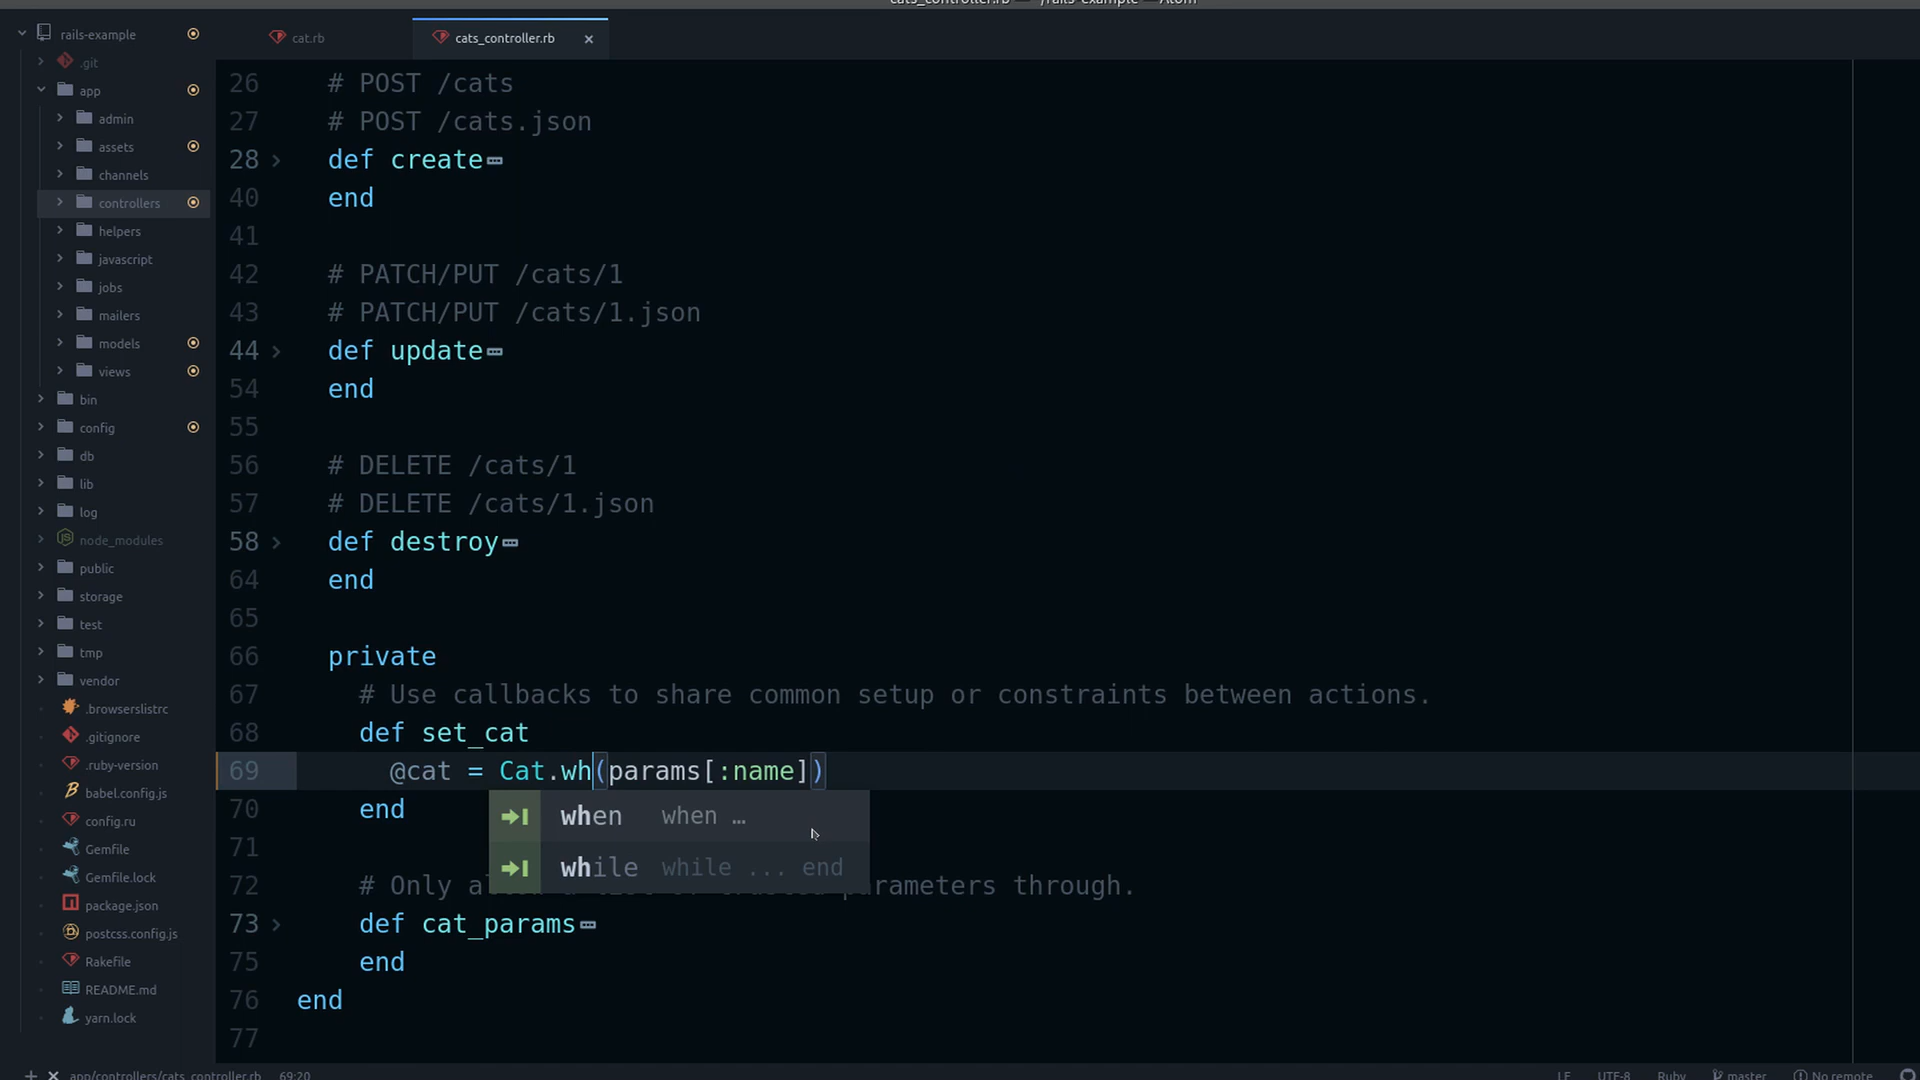 cats_controller.rb — ~/rails-example — Atom
rails-example
.git
app
admin
assets
channels
controllers
helpers
javascript
jobs
mailers
models
views
bin
config
db
lib
log
node_modules
public
storage
test
tmp
vendor
.browserslistrc
.gitignore
.ruby-version
babel.config.js
config.ru
Gemfile
Gemfile.lock
package.json
postcss.config.js
Rakefile
README.md
yarn.lock
cat.rb
cats_controller.rb ×
26 # POST /cats
27 # POST /cats.json
28 def create
40 end
41
42 # PATCH/PUT /cats/1
43 # PATCH/PUT /cats/1.json
44 def update
54 end
55
56 # DELETE /cats/1
57 # DELETE /cats/1.json
58 def destroy
64 end
65
66 private
67 # Use callbacks to share common setup or constraints between actions.
68 def set_cat
69 @cat = Cat.wh(params[:name])
70 end
when when …
71
while while ... end
72 # Only a parameters through.
73 def cat_params
75 end
76 end
77
app/controllers/cats_controller.rb 69:20 LF UTF-8 Ruby master No remote